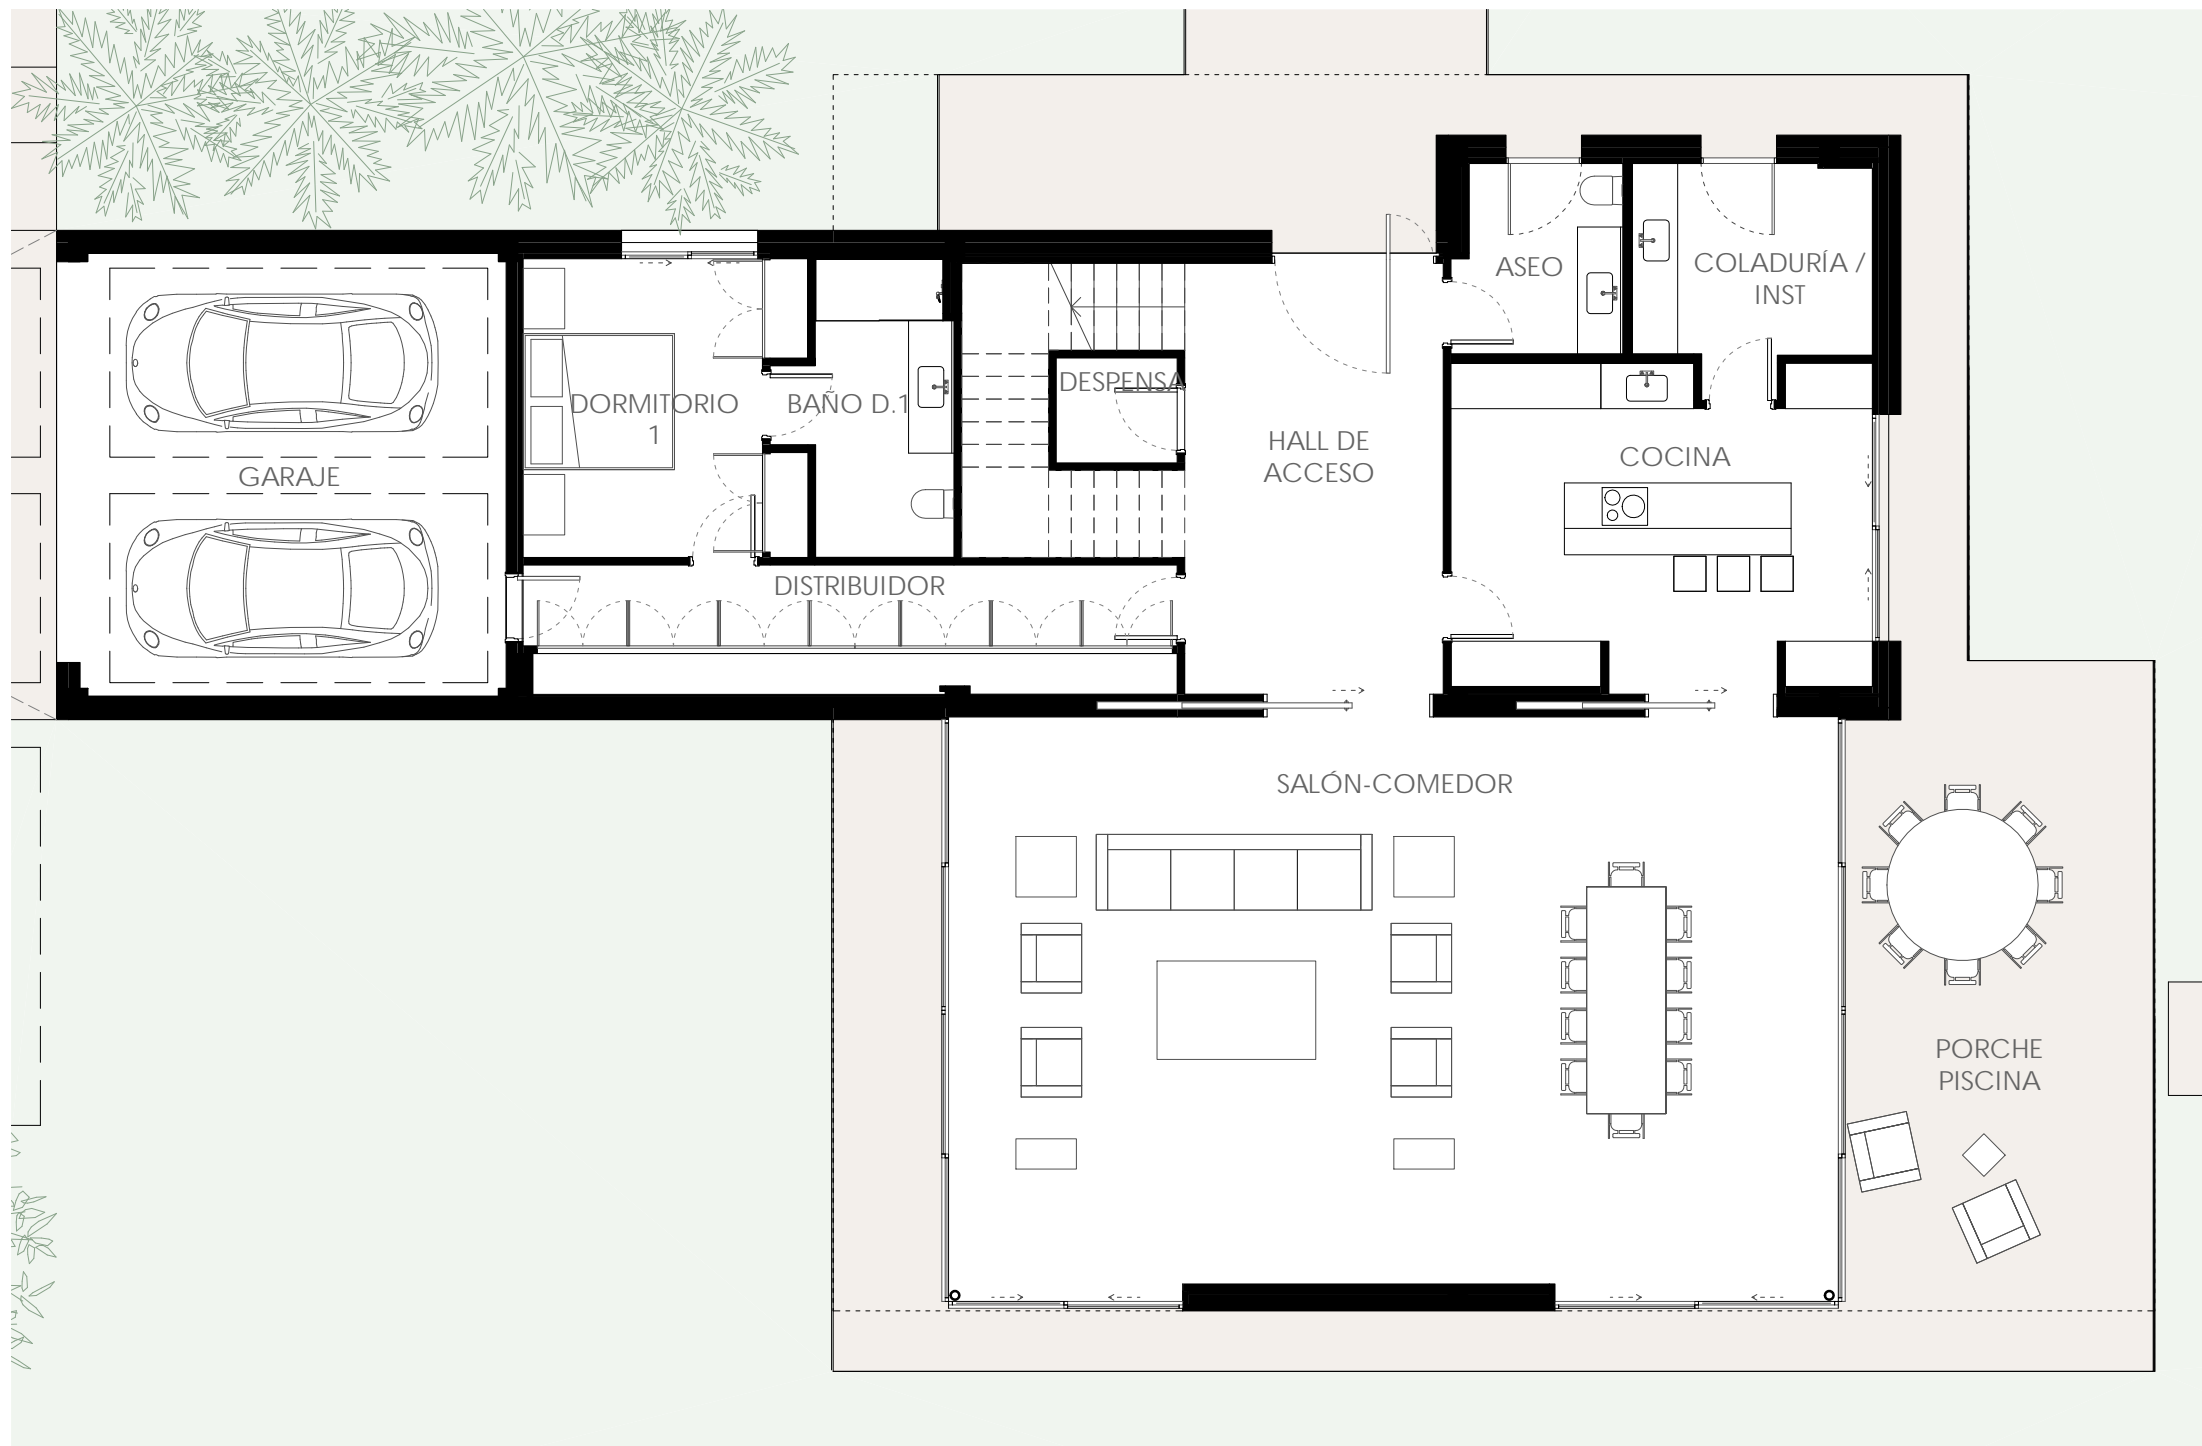 ASEO
COLADURÍA /
INST
DESPENSA
DORMITORIO
1
BAÑO D.1
HALL DE
ACCESO
COCINA
GARAJE
DISTRIBUIDOR
SALÓN-COMEDOR
PORCHE
PISCINA